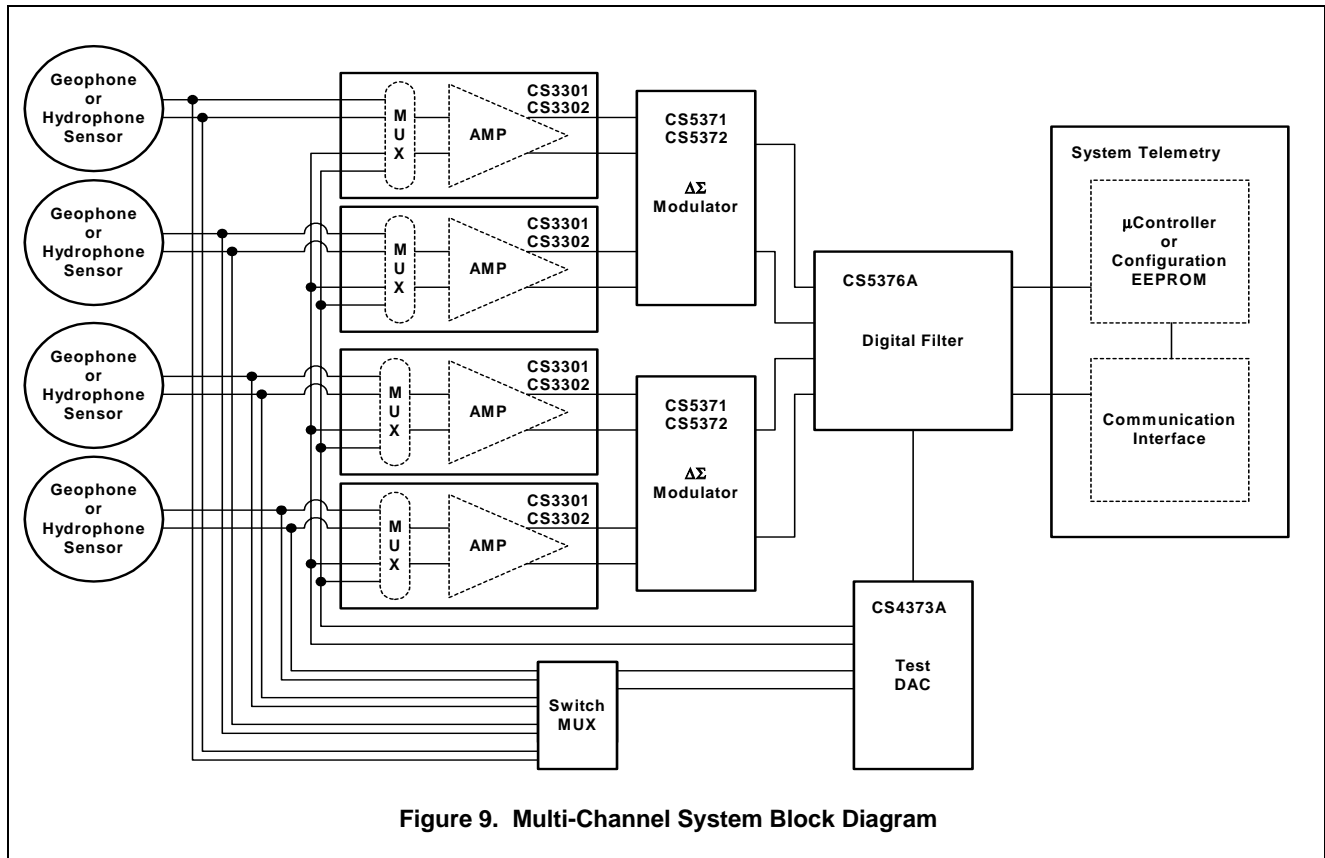 Geophone
or
Hydrophone
Sensor
MUX
AMP
CS3301
CS3302
CS5371
CS5372
ΔΣ
Modulator
Geophone
or
Hydrophone
Sensor
MUX
AMP
CS3301
CS3302
Geophone
or
Hydrophone
Sensor
MUX
AMP
CS3301
CS3302
CS5371
CS5372
ΔΣ
Modulator
Geophone
or
Hydrophone
Sensor
MUX
AMP
CS3301
CS3302
CS5376A
Digital Filter
System Telemetry
µController
or
Configuration
EEPROM
Communication
Interface
Switch
MUX
CS4373A
Test
DAC
Figure 9. Multi-Channel System Block Diagram